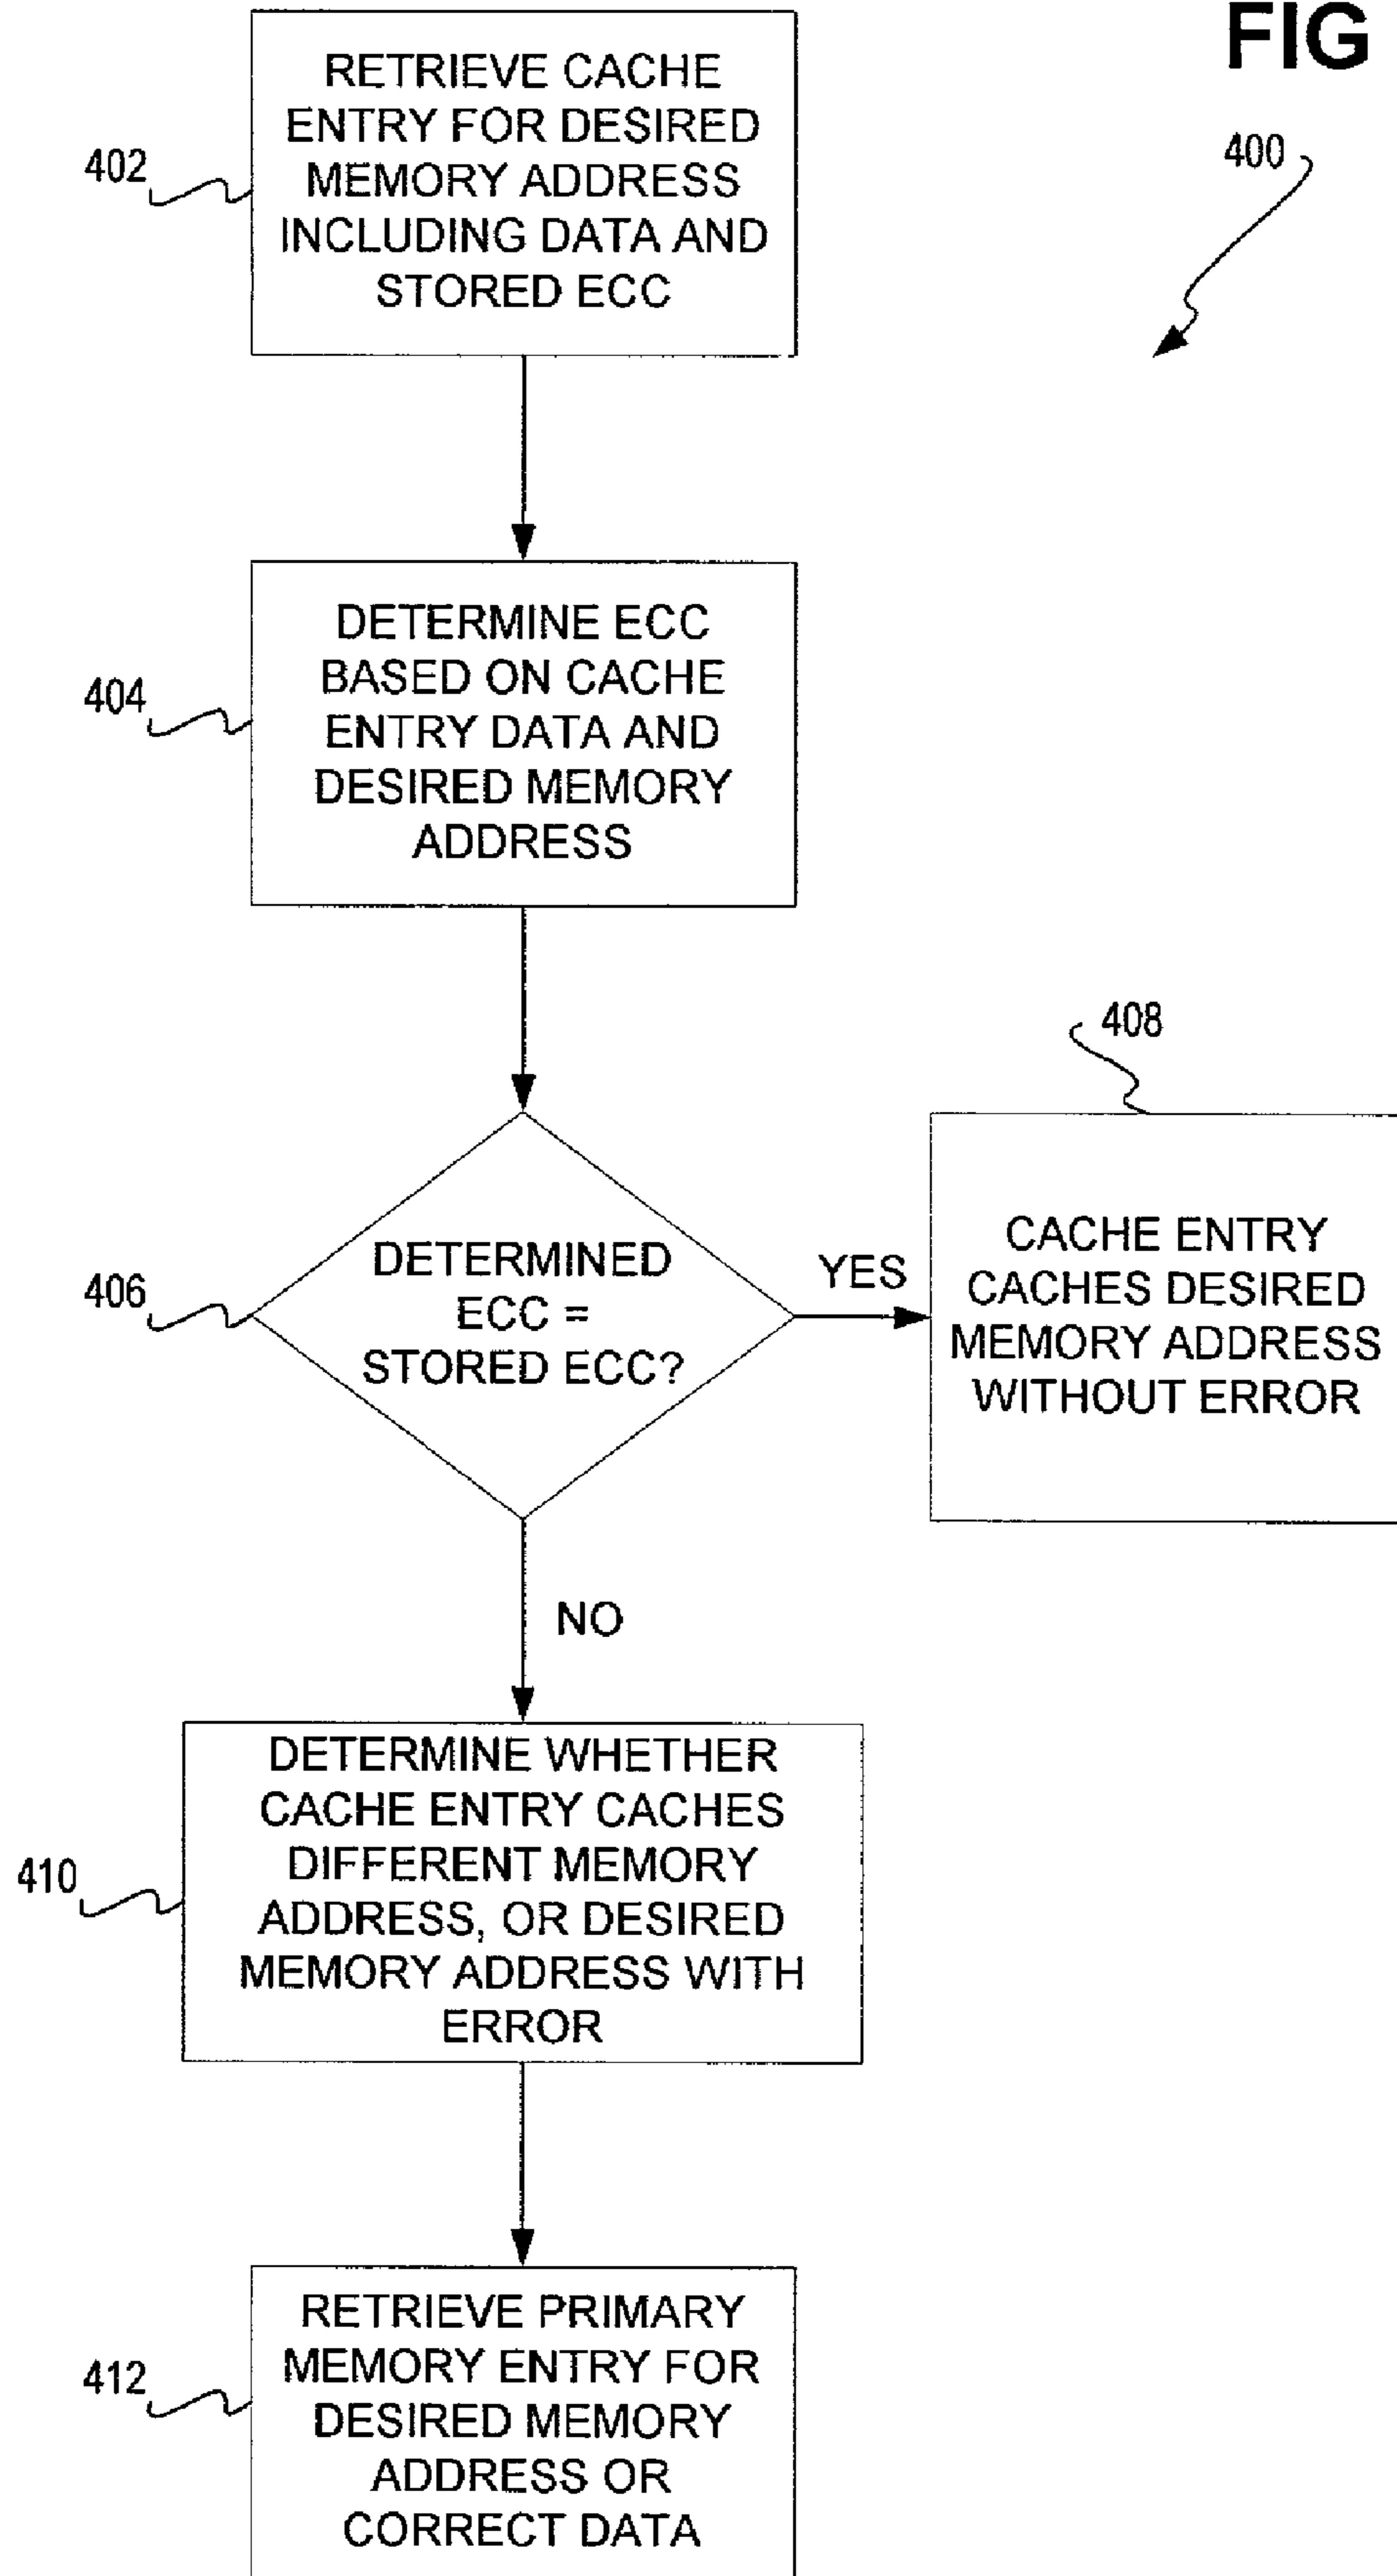 FIG
400
402
RETRIEVE CACHE
ENTRY FOR DESIRED
MEMORY ADDRESS
INCLUDING DATA AND
STORED ECC
404
DETERMINE ECC
BASED ON CACHE
ENTRY DATA AND
DESIRED MEMORY
ADDRESS
406
DETERMINED
ECC =
STORED ECC?
YES
408
CACHE ENTRY
CACHES DESIRED
MEMORY ADDRESS
WITHOUT ERROR
NO
410
DETERMINE WHETHER
CACHE ENTRY CACHES
DIFFERENT MEMORY
ADDRESS, OR DESIRED
MEMORY ADDRESS WITH
ERROR
412
RETRIEVE PRIMARY
MEMORY ENTRY FOR
DESIRED MEMORY
ADDRESS OR
CORRECT DATA